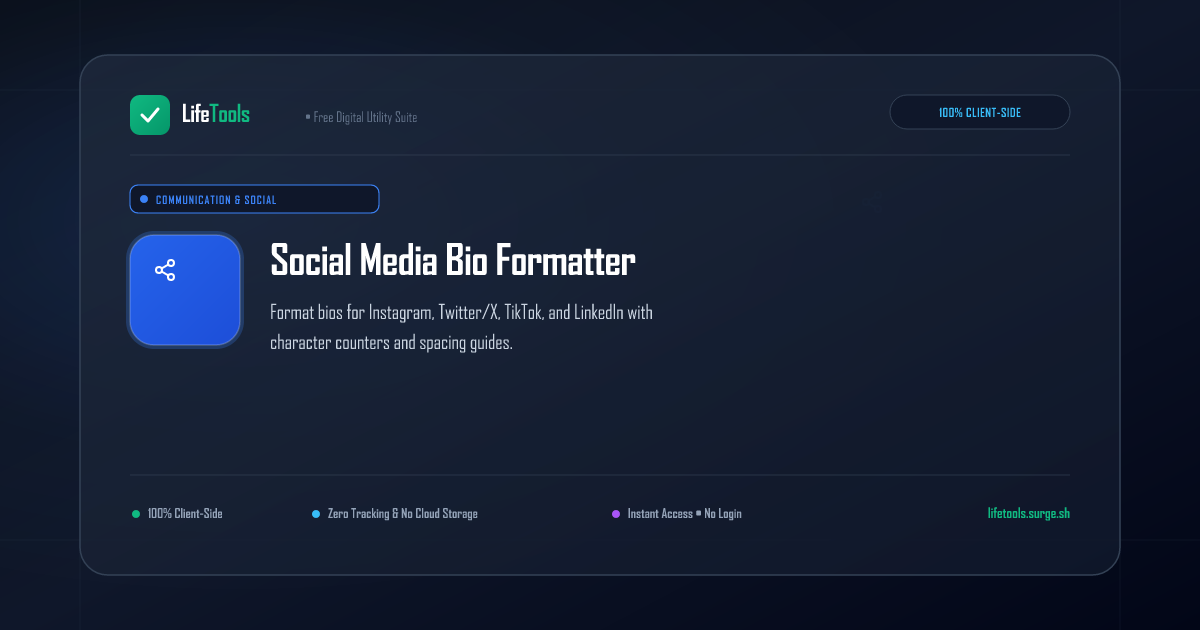 LifeTools
▪ Free Digital Utility Suite
100% CLIENT-SIDE
COMMUNICATION & SOCIAL
Social Media Bio Formatter
Format bios for Instagram, Twitter/X, TikTok, and LinkedIn with
character counters and spacing guides.
100% Client-Side
Zero Tracking & No Cloud Storage
Instant Access ▪ No Login
lifetools.surge.sh